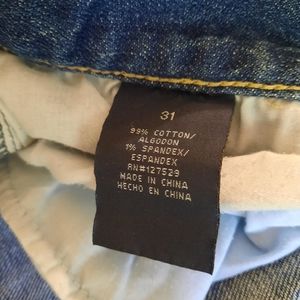 31
99% COTTON/
ALGODON
1% SPANDEX/
ESPANDEX
RN#127529
MADE IN CHINA
HECHO EN CHINA